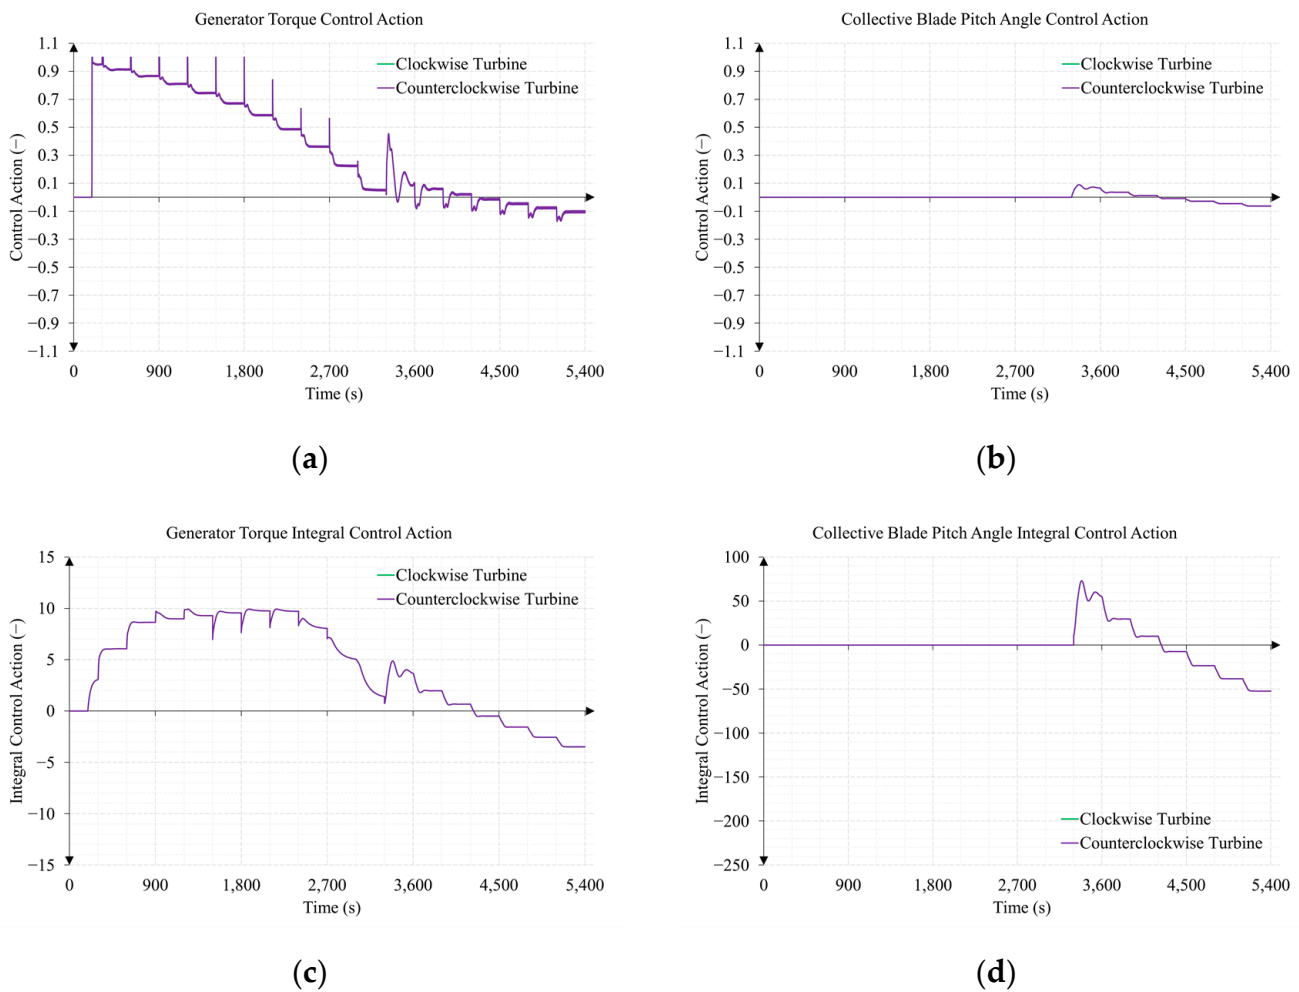 Generator Torque Control Action
1.1
0.9
0.7
0.5
0.3
0.1
−0.1
−0.3
−0.5
−0.7
−0.9
−1.1
Control Action (−)
Clockwise Turbine
Counterclockwise Turbine
0 900 1,800 2,700 3,600 4,500 5,400
Time (s)
(a)
Collective Blade Pitch Angle Control Action
1.1
0.9
0.7
0.5
0.3
0.1
−0.1
−0.3
−0.5
−0.7
−0.9
−1.1
Control Action (−)
Clockwise Turbine
Counterclockwise Turbine
0 900 1,800 2,700 3,600 4,500 5,400
Time (s)
(b)
Generator Torque Integral Control Action
15
10
5
0
−5
−10
−15
Integral Control Action (−)
Clockwise Turbine
Counterclockwise Turbine
0 900 1,800 2,700 3,600 4,500 5,400
Time (s)
(c)
Collective Blade Pitch Angle Integral Control Action
100
50
0
−50
−100
−150
−200
−250
Integral Control Action (−)
Clockwise Turbine
Counterclockwise Turbine
0 900 1,800 2,700 3,600 4,500 5,400
Time (s)
(d)